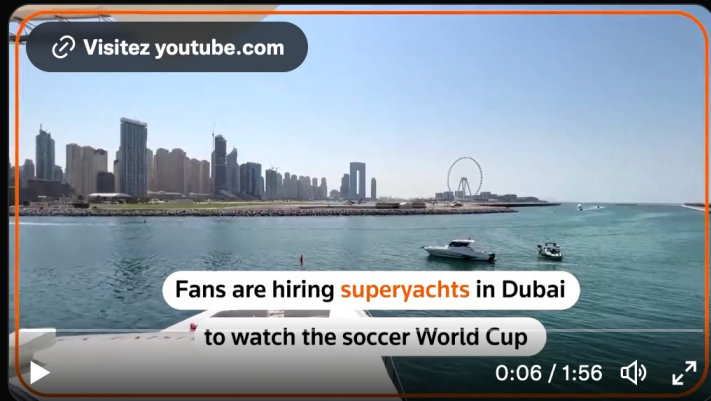 Visitez youtube.com
Fans are hiring superyachts in Dubai
to watch the soccer World Cup
0:06 / 1:56